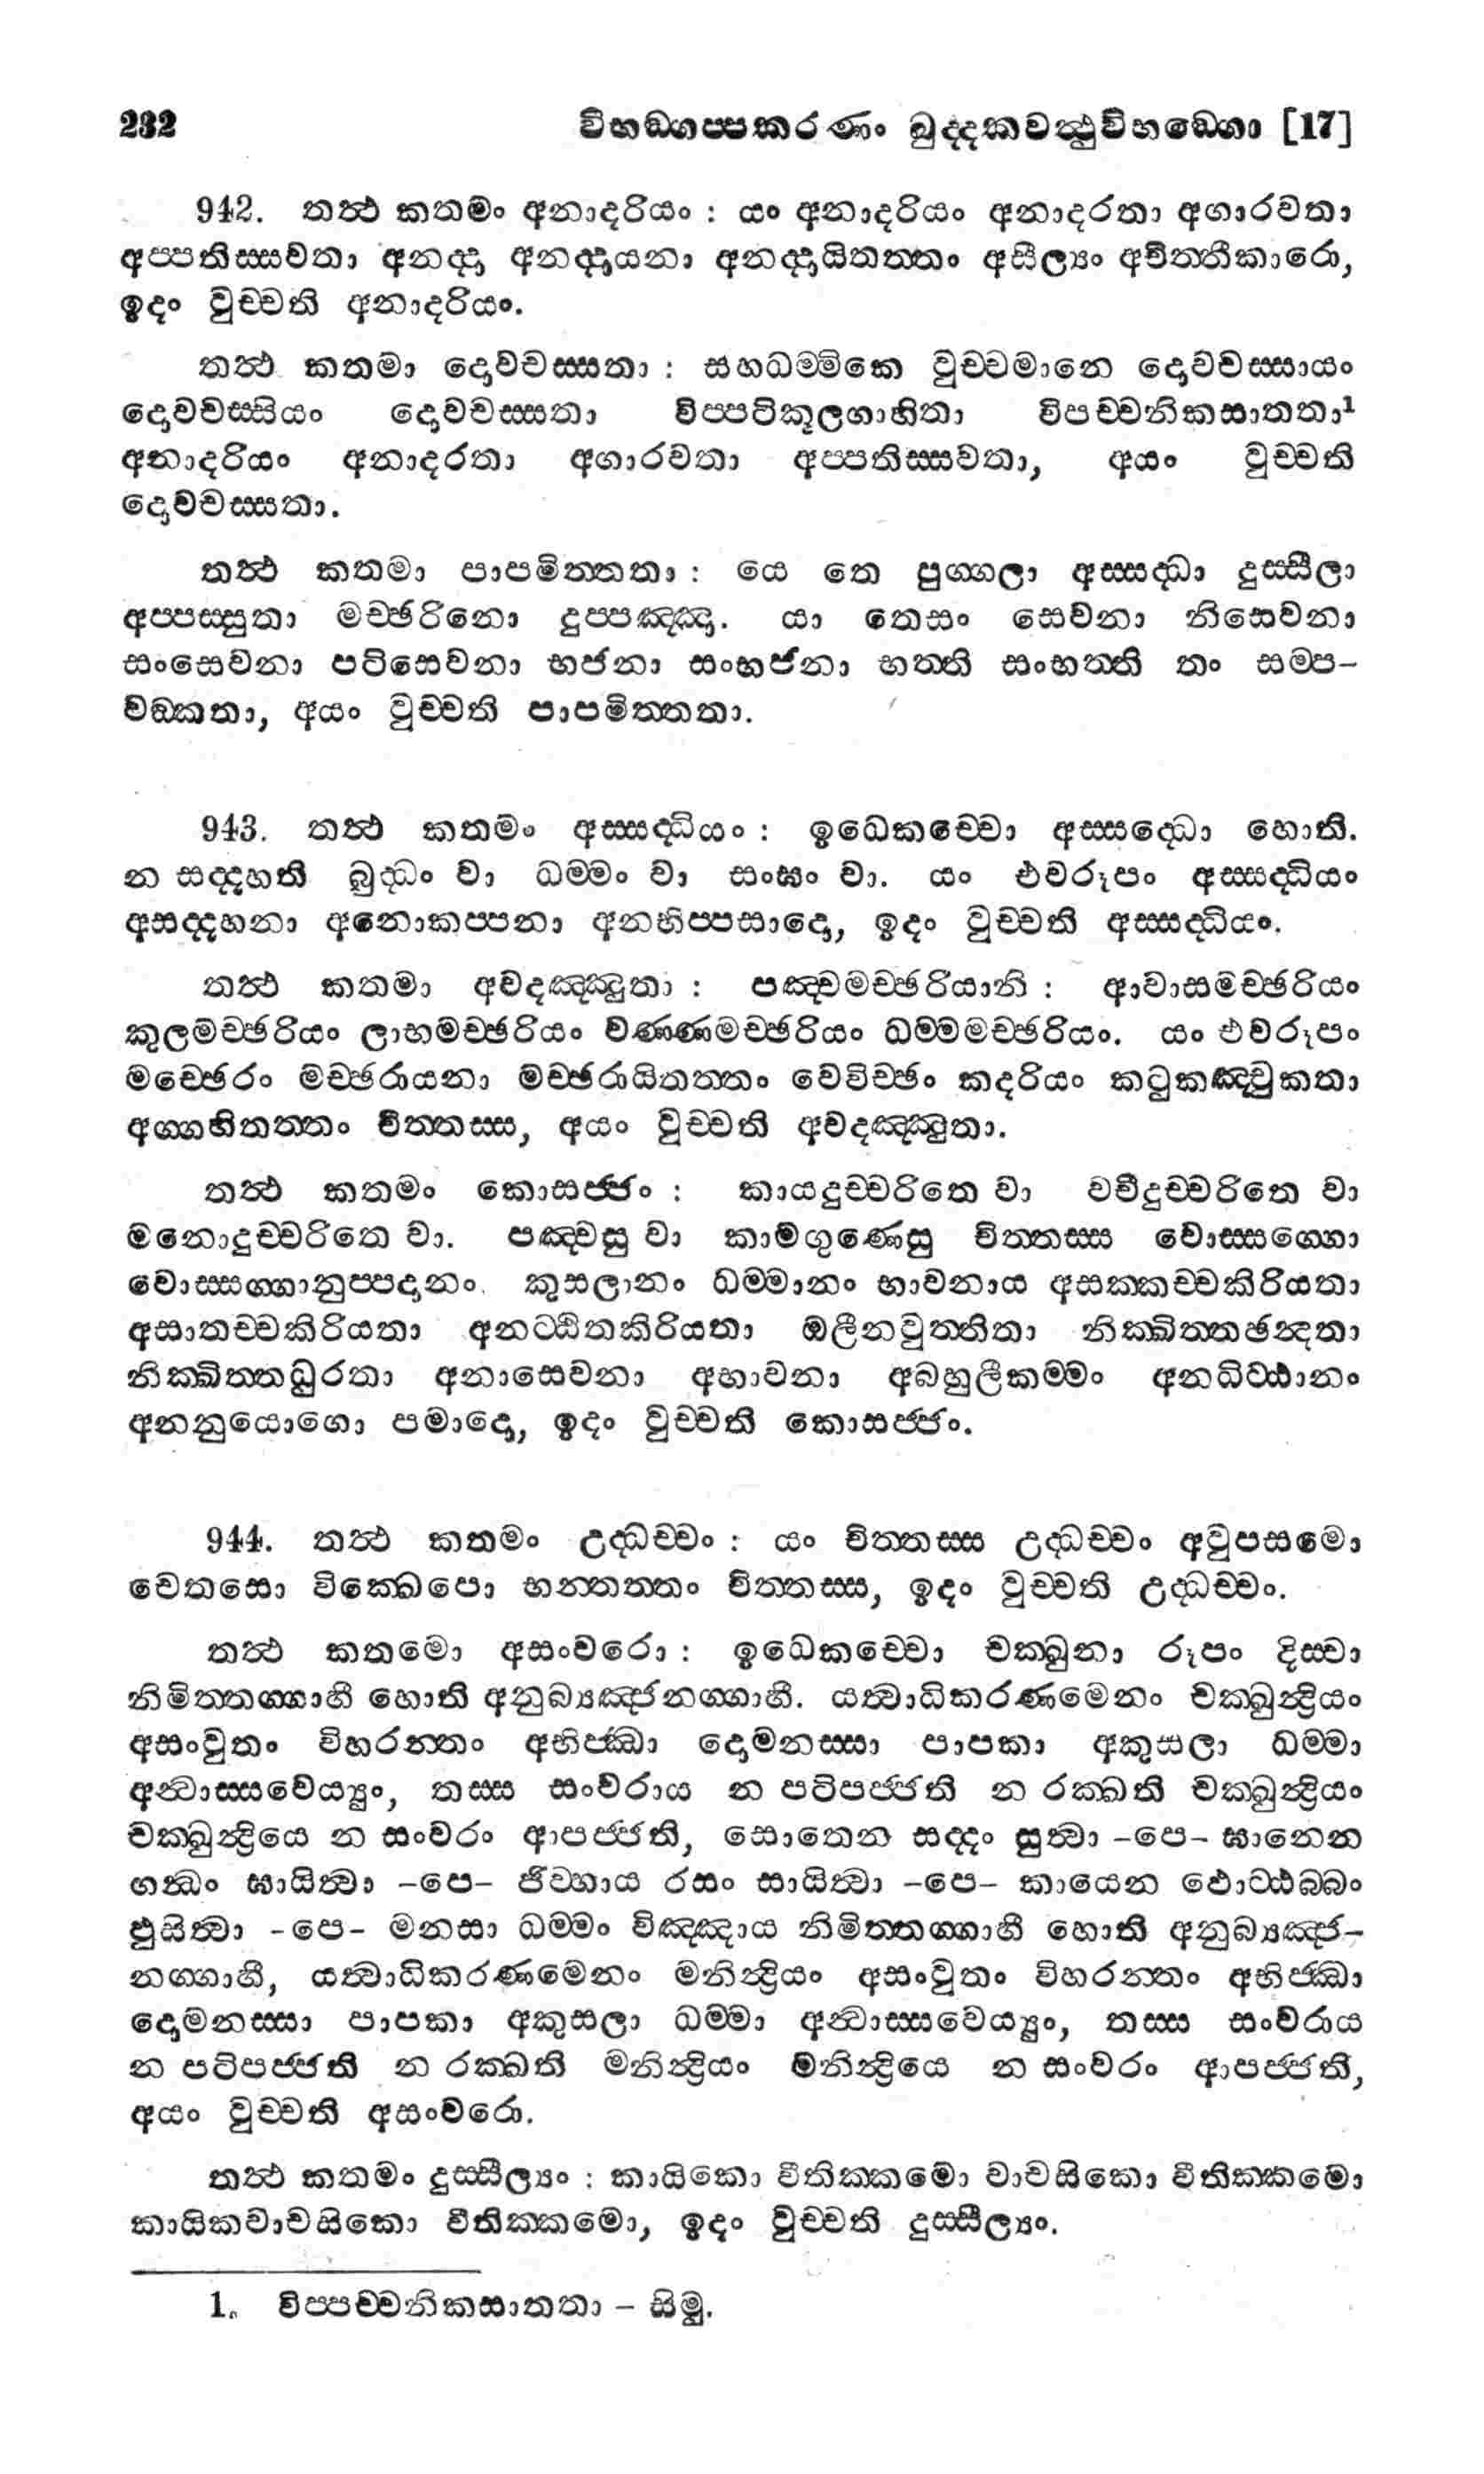 232 විභඞ්ගප්පකරණං ඛුද්දකවත්‍ථුවිභඞ්ගො [17]
942. තත්‍ථ කතමං අනාදරියං : යං අනාදරියං අනාදරතා අගාරවතා
අප්පතිස්සවතා අනද්‍දා අනද්‍දායනා අනද්‍දායිතත්තං අසීල්‍යං අචිත්තීකාරො,
ඉදං වුච්චති අනාදරියං.
තත්‍ථ කතමා දොවචස්සතා : සහධම්මිකෙ වුච්චමානෙ දොවචස්සායං
දොවචස්සියං දොවචස්සතා විප්පටිකූලගාහිතා විපච්චනිකසාතතා¹
අනාදරියං අනාදරතා අගාරවතා අප්පතිස්සවතා, අයං වුච්චති
දොවචස්සතා.
තත්‍ථ කතමා පාපමිත්තතා : යෙ තෙ පුග්ගලා අස්සද්ධා දුස්සීලා
අප්පස්සුතා මච්ඡරිනො දුප්පඤ්ඤා. යා තෙසං සෙවනා නිසෙවනා
සංසෙවනා පටිසෙවනා භජනා සංභජනා භත්ති සංභත්ති තං සම්ප-
වඞ්කතා, අයං වුච්චති පාපමිත්තතා.
943. තත්‍ථ කතමං අස්සද්ධියං : ඉධෙකච්චො අස්සද්ධො හොති.
න සද්දහති බුද්ධං වා ධම්මං වා සංඝං වා. යං එවරූපං අස්සද්ධියං
අසද්දහනා අනොකප්පනා අනභිප්පසාදො, ඉදං වුච්චති අස්සද්ධියං.
තත්‍ථ කතමා අවදඤ්ඤුතා : පඤ්චමච්ඡරියානි : ආවාසමච්ඡරියං
කුලමච්ඡරියං ලාභමච්ඡරියං වණ්ණමච්ඡරියං ධම්මමච්ඡරියං. යං එවරූපං
මච්ඡෙරං මච්ඡරායනා මච්ඡරායිතත්තං වෙවිච්ඡං කදරියං කටුකඤ්චුකතා
අග්ගහිතත්තං චිත්තස්ස, අයං වුච්චති අවදඤ්ඤුතා.
තත්‍ථ කතමං කොසජ්ජං : කායදුච්චරිතෙ වා වචීදුච්චරිතෙ වා
මනොදුච්චරිතෙ වා. පඤ්චසු වා කාමගුණෙසු චිත්තස්ස වොස්සග්ගො
වොස්සග්ගානුප්පදානං. කුසලානං ධම්මානං භාවනාය අසක්කච්චකිරියතා
අසාතච්චකිරියතා අනට්ඨිතකිරියතා ඔලීනවුත්තිතා නික්ඛිත්තඡන්‍දතා
නික්ඛිත්තධුරතා අනාසෙවනා අභාවනා අබහුලීකම්මං අනධිට්ඨානං
අනනුයොගො පමාදො, ඉදං වුච්චති කොසජ්ජං.
944. තත්‍ථ කතමං උද්ධච්චං : යං චිත්තස්ස උද්ධච්චං අවූපසමො
චෙතසො වික්ඛෙපො භන්තත්තං චිත්තස්ස, ඉදං වුච්චති උද්ධච්චං.
තත්‍ථ කතමො අසංවරො : ඉධෙකච්චො චක්ඛුනා රූපං දිස්වා
නිමිත්තග්ගාහී හොති අනුබ්‍යඤ්ජනග්ගාහී. යත්‍වාධිකරණමෙනං චක්ඛුන්‍ද්‍රියං
අසංවුතං විහරන්තං අභිජ්ඣා දොමනස්සා පාපකා අකුසලා ධම්මා
අන්‍වාස්සවෙය්‍යුං, තස්ස සංවරාය න පටිපජ්ජති න රක්ඛති චක්ඛුන්‍ද්‍රියං
චක්ඛුන්‍ද්‍රියෙ න සංවරං ආපජ්ජති, සොතෙන සද්දං සුත්‍වා -පෙ- ඝානෙන
ගන්‍ධං ඝායිත්‍වා -පෙ- ජිව්හාය රසං සායිත්‍වා -පෙ- කායෙන ඵොට්ඨබ්බං
ඵුසිත්‍වා -පෙ- මනසා ධම්මං විඤ්ඤාය නිමිත්තග්ගාහී හොති අනුබ්‍යඤ්ජ-
නග්ගාහී, යත්‍වාධිකරණමෙනං මනින්‍ද්‍රියං අසංවුතං විහරන්තං අභිජ්ඣා
දොමනස්සා පාපකා අකුසලා ධම්මා අන්‍වාස්සවෙය්‍යුං, තස්ස සංවරාය
න පටිපජ්ජති න රක්ඛති මනින්‍ද්‍රියං මනින්‍ද්‍රියෙ න සංවරං ආපජ්ජති,
අයං වුච්චති අසංවරො.
තත්‍ථ කතමං දුස්සීල්‍යං : කායිකො වීතික්කමො වාචසිකො වීතික්කමො
කායිකවාචසිකො වීතික්කමො, ඉදං වුච්චති දුස්සීල්‍යං.
1. විප්පච්චනිකසාතතා - සිමු.